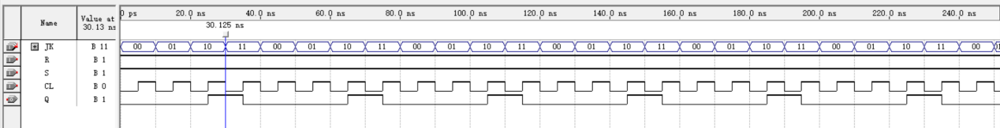 Name
Value at
30.13 ns
0 ps 20.0 ns 40.0 ns 60.0 ns 80.0 ns 100.0 ns 120.0 ns 140.0 ns 160.0 ns 180.0 ns 200.0 ns 220.0 ns 240.0 ns
30.125 ns
JK B 11 00 01 10 11 00 01 10 11 00 01 10 11 00 01 10 11 00 01 10 11 00 01 10 11 00
R B 1
S B 1
CL B 0
Q B 1